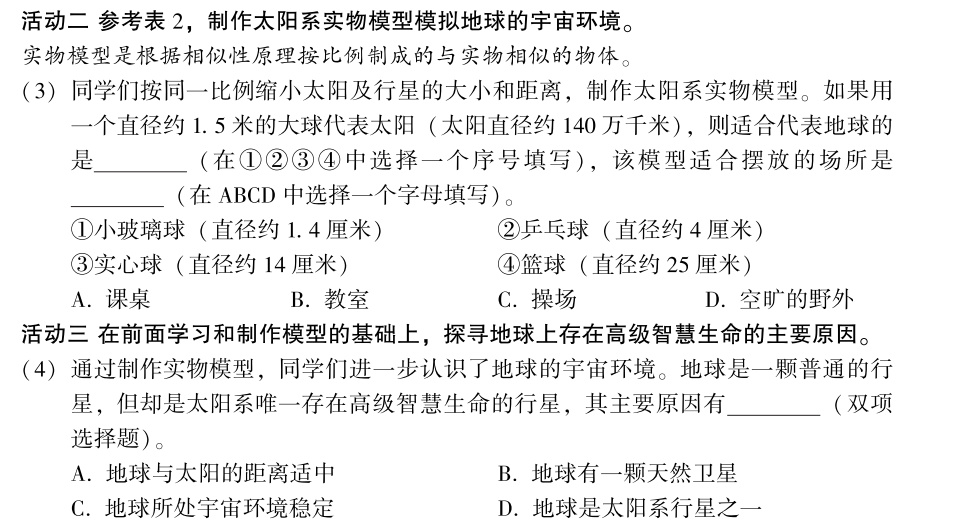 活动二 参考表 2，制作太阳系实物模型模拟地球的宇宙环境。
实物模型是根据相似性原理按比例制成的与实物相似的物体。
(3) 同学们按同一比例缩小太阳及行星的大小和距离，制作太阳系实物模型。如果用
一个直径约 1.5 米的大球代表太阳（太阳直径约 140 万千米），则适合代表地球的
是________（在①②③④中选择一个序号填写），该模型适合摆放的场所是
________（在 ABCD 中选择一个字母填写）。
①小玻璃球（直径约 1.4 厘米） ②乒乓球（直径约 4 厘米）
③实心球（直径约 14 厘米） ④篮球（直径约 25 厘米）
A. 课桌 B. 教室 C. 操场 D. 空旷的野外
活动三 在前面学习和制作模型的基础上，探寻地球上存在高级智慧生命的主要原因。
(4) 通过制作实物模型，同学们进一步认识了地球的宇宙环境。地球是一颗普通的行
星，但却是太阳系唯一存在高级智慧生命的行星，其主要原因有________（双项
选择题）。
A. 地球与太阳的距离适中 B. 地球有一颗天然卫星
C. 地球所处宇宙环境稳定 D. 地球是太阳系行星之一